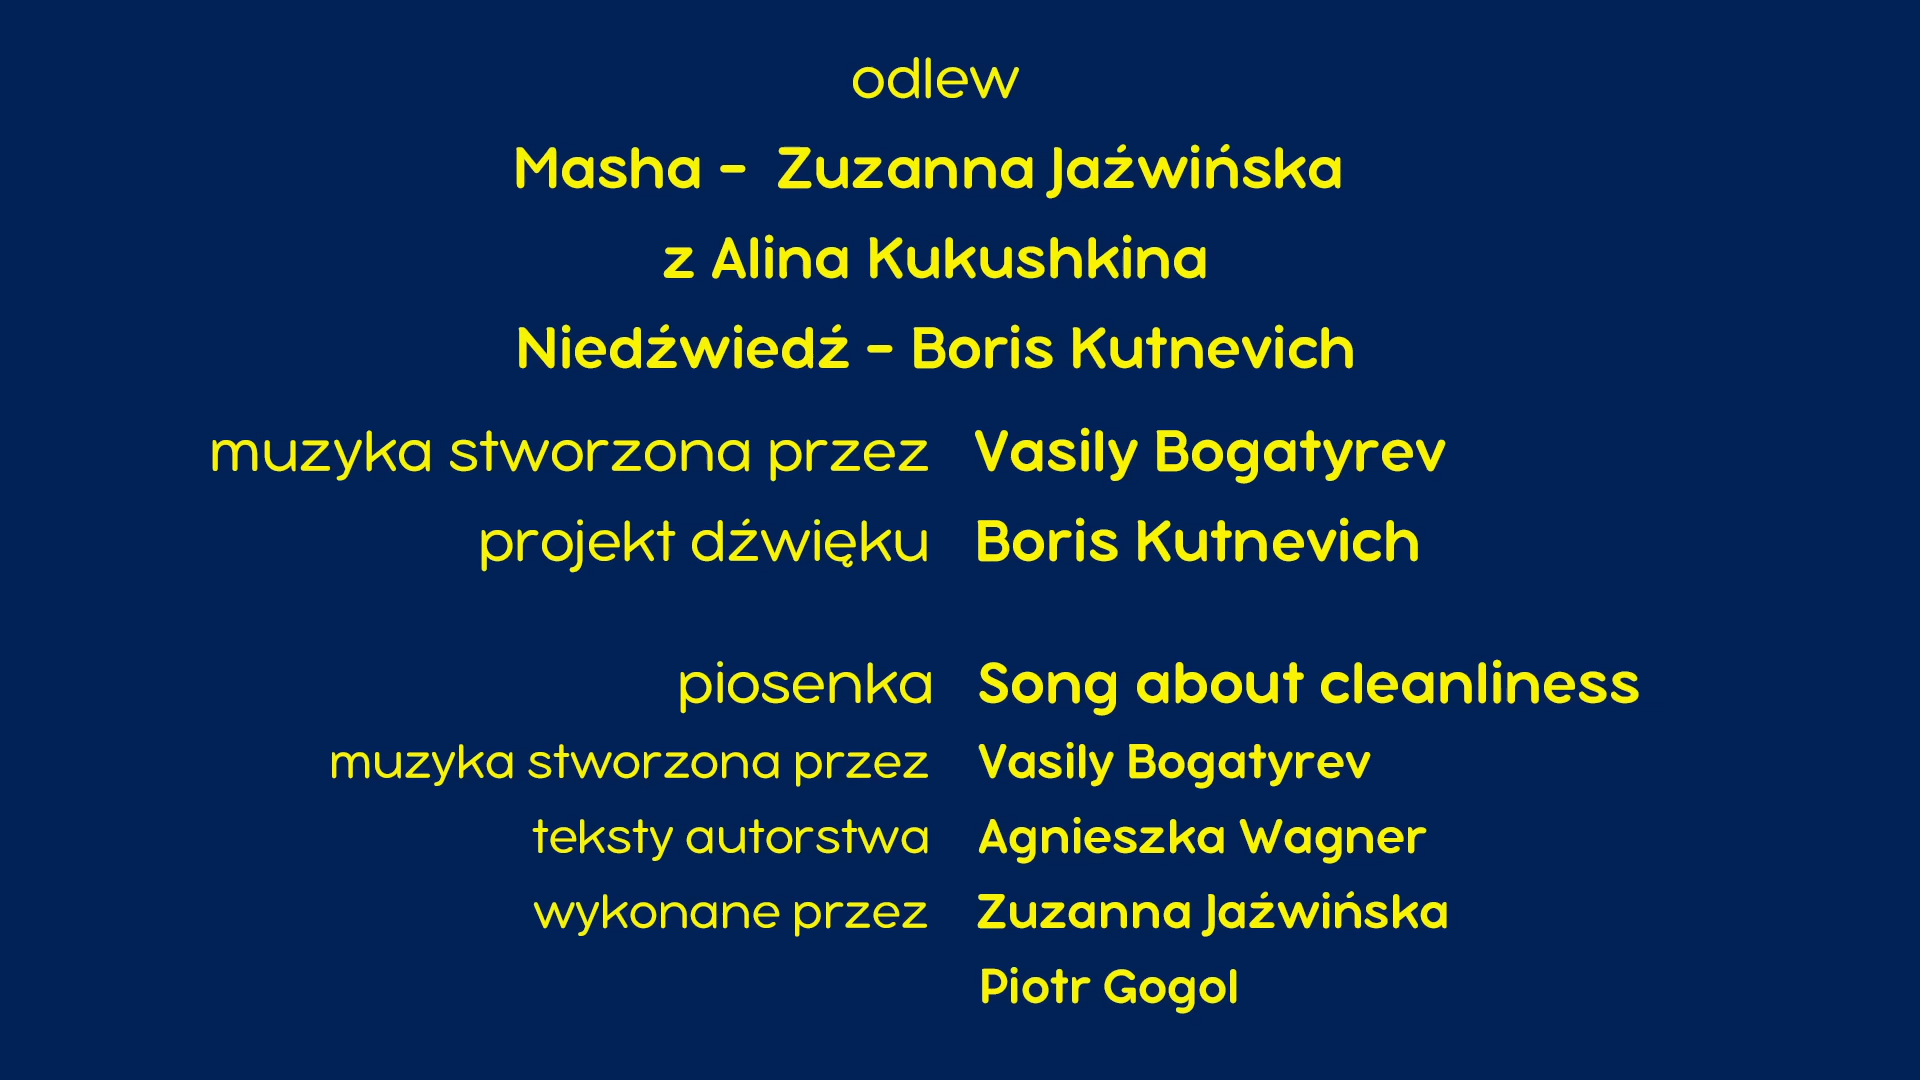 odlew
Masha - Zuzanna Jaźwińska
z Alina Kukushkina
Niedźwiedź - Boris Kutnevich
muzyka stworzona przez Vasily Bogatyrev
projekt dźwięku Boris Kutnevich
piosenka Song about cleanliness
muzyka stworzona przez Vasily Bogatyrev
teksty autorstwa Agnieszka Wagner
wykonane przez Zuzanna Jaźwińska
Piotr Gogol